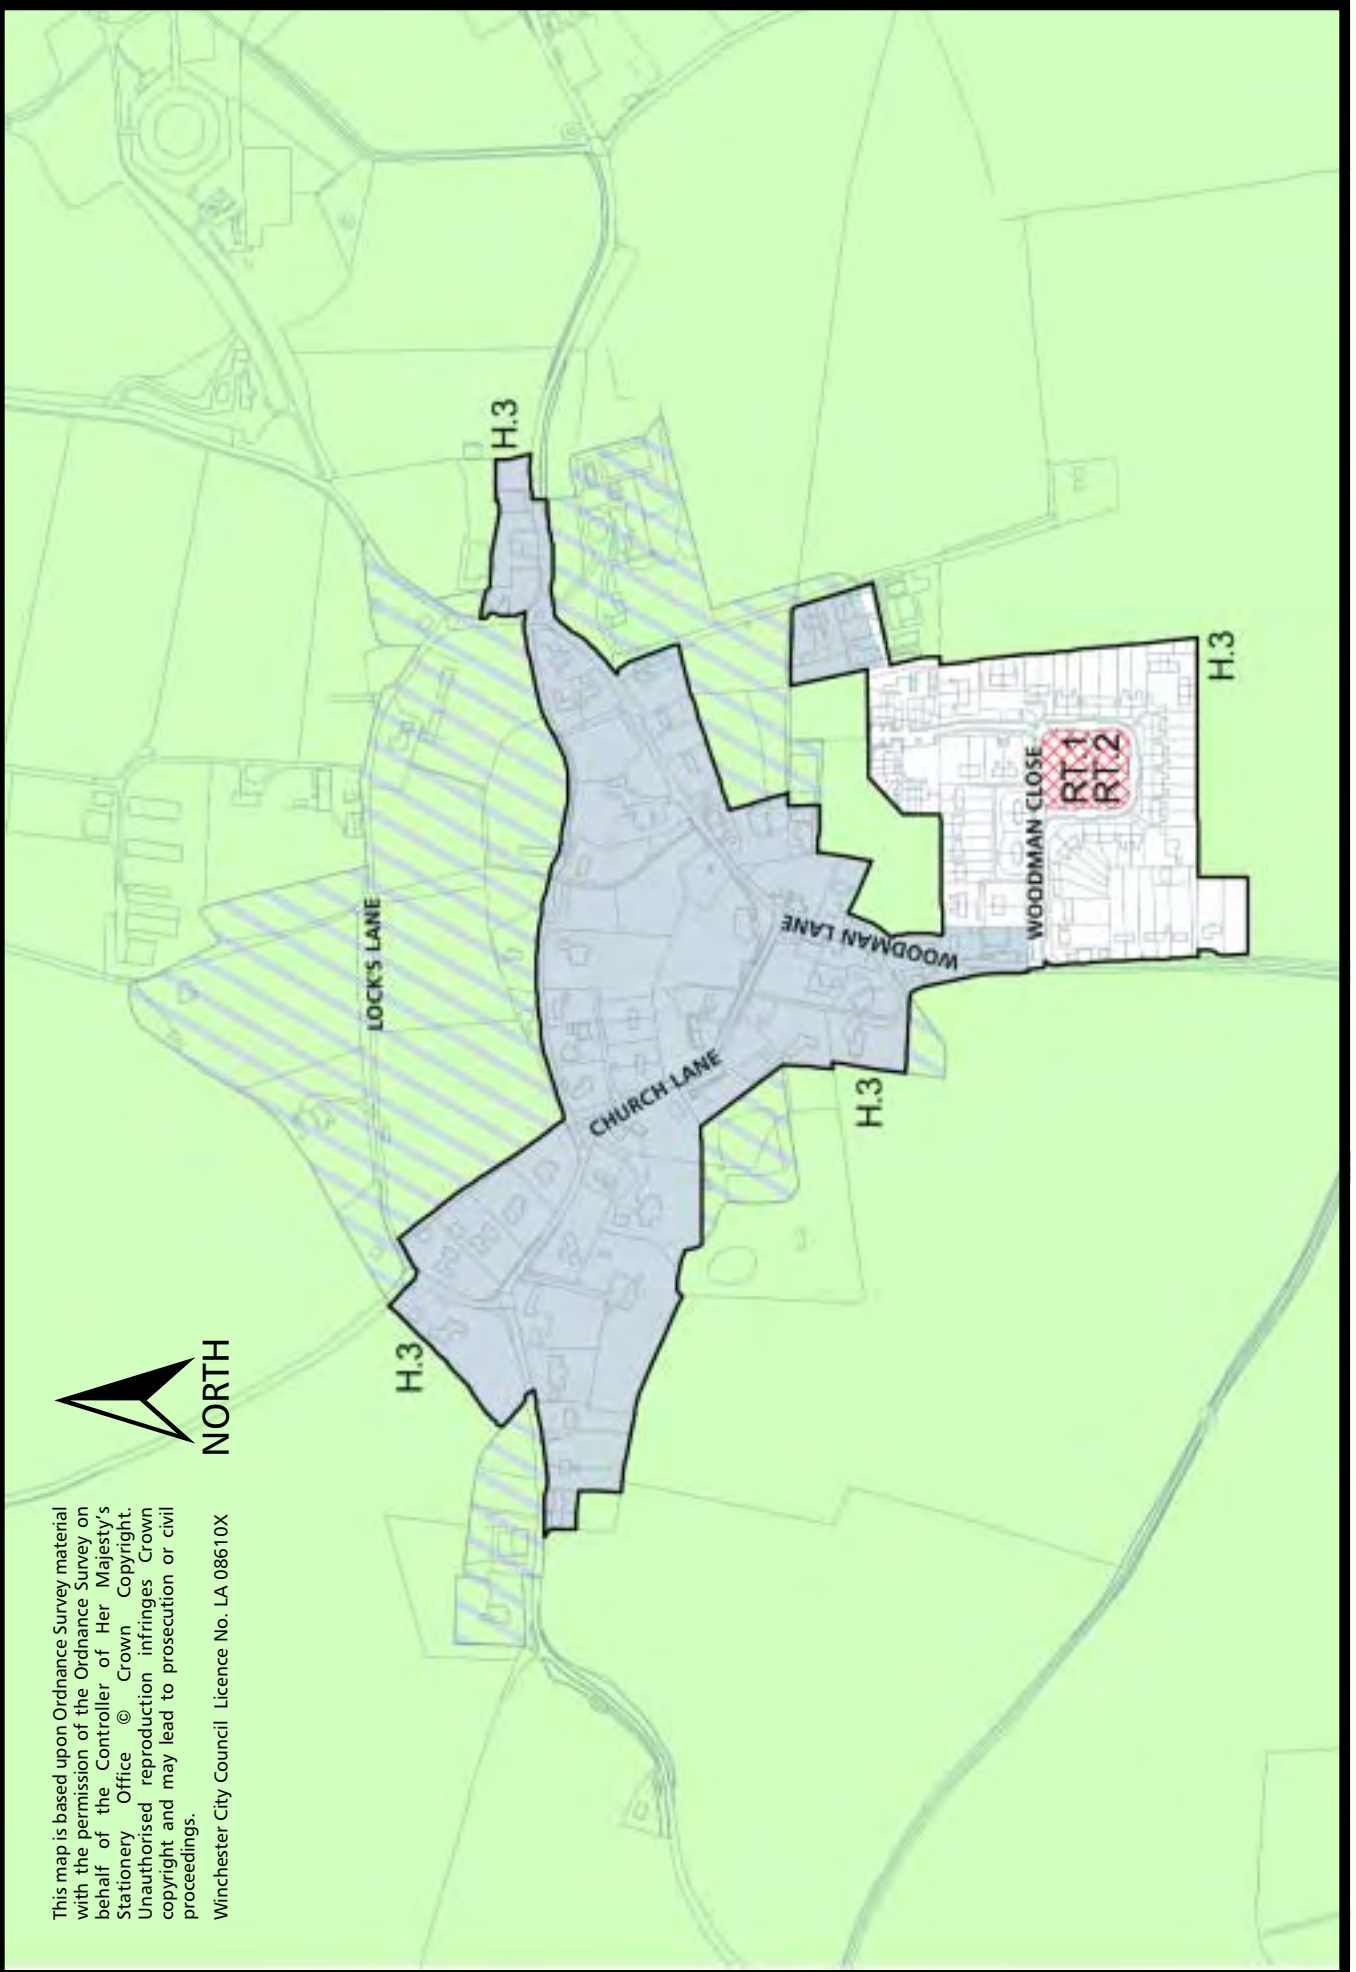 This map is based upon Ordnance Survey material
with the permission of the Ordnance Survey on
behalf of the Controller of Her Majesty's
Stationery Office © Crown Copyright.
Unauthorised reproduction infringes Crown
copyright and may lead to prosecution or civil
proceedings.
Winchester City Council Licence No. LA 08610X
NORTH
H.3
LOCK'S LANE
H.3
CHURCH LANE
WOODMAN LANE
H.3
WOODMAN CLOSE
RT.1
RT.2
H.3